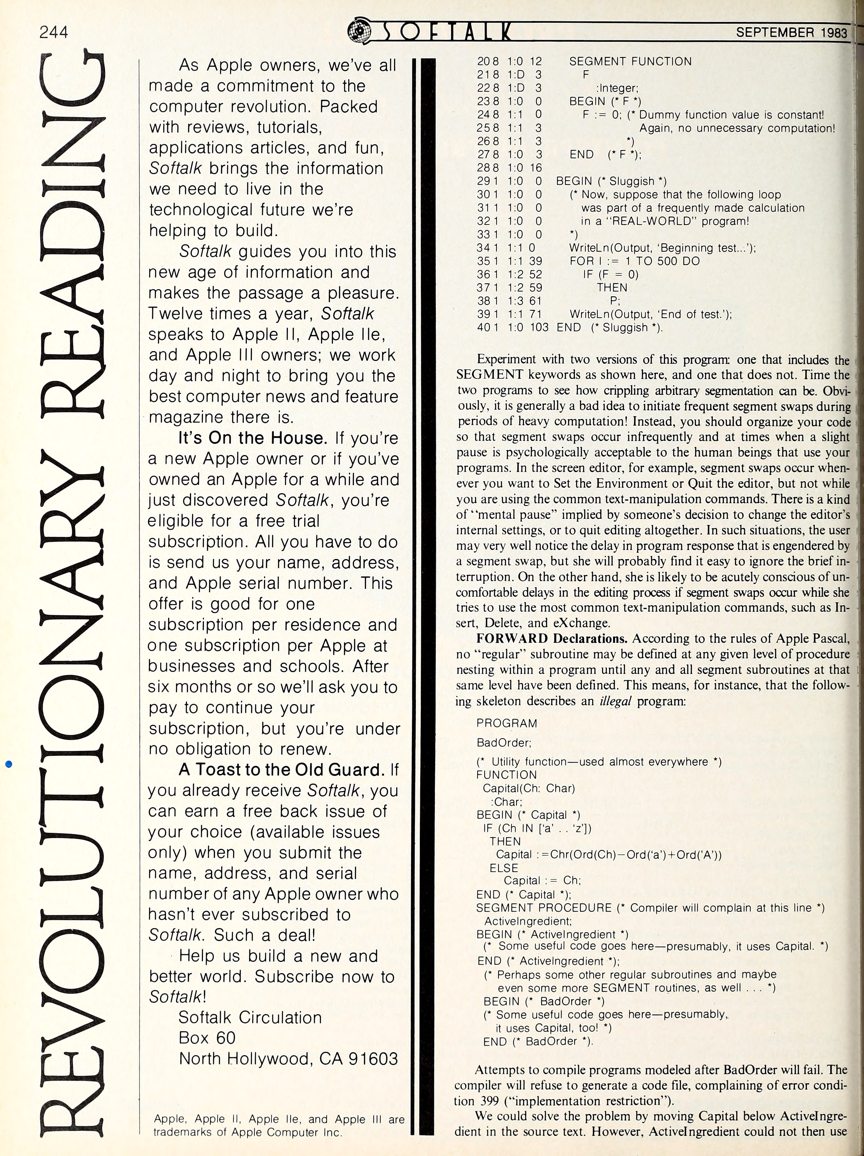 244
SOFTALK
SEPTEMBER 1983
REVOLUTIONARY READING
As Apple owners, we've all
made a commitment to the
computer revolution. Packed
with reviews, tutorials,
applications articles, and fun,
Softalk brings the information
we need to live in the
technological future we're
helping to build.
Softalk guides you into this
new age of information and
makes the passage a pleasure.
Twelve times a year, Softalk
speaks to Apple II, Apple IIe,
and Apple III owners; we work
day and night to bring you the
best computer news and feature
magazine there is.
It's On the House. If you're
a new Apple owner or if you've
owned an Apple for a while and
just discovered Softalk, you're
eligible for a free trial
subscription. All you have to do
is send us your name, address,
and Apple serial number. This
offer is good for one
subscription per residence and
one subscription per Apple at
businesses and schools. After
six months or so we'll ask you to
pay to continue your
subscription, but you're under
no obligation to renew.
A Toast to the Old Guard. If
you already receive Softalk, you
can earn a free back issue of
your choice (available issues
only) when you submit the
name, address, and serial
number of any Apple owner who
hasn't ever subscribed to
Softalk. Such a deal!
Help us build a new and
better world. Subscribe now to
Softalk!
Softalk Circulation
Box 60
North Hollywood, CA 91603
Apple, Apple II, Apple IIe, and Apple III are
trademarks of Apple Computer Inc.
20 8 1:0 12 SEGMENT FUNCTION
21 8 1:D 3 F
22 8 1:D 3 :Integer;
23 8 1:0 0 BEGIN (* F *)
24 8 1:1 0 F := 0; (* Dummy function value is constant!
25 8 1:1 3 Again, no unnecessary computation!
26 8 1:1 3 *)
27 8 1:0 3 END (* F *);
28 8 1:0 16
29 1 1:0 0 BEGIN (* Sluggish *)
30 1 1:0 0 (* Now, suppose that the following loop
31 1 1:0 0 was part of a frequently made calculation
32 1 1:0 0 in a "REAL-WORLD" program!
33 1 1:0 0 *)
34 1 1:1 0 WriteLn(Output, 'Beginning test...');
35 1 1:1 39 FOR I := 1 TO 500 DO
36 1 1:2 52 IF (F = 0)
37 1 1:2 59 THEN
38 1 1:3 61 P;
39 1 1:1 71 WriteLn(Output, 'End of test.');
40 1 1:0 103 END (* Sluggish *).
Experiment with two versions of this program: one that includes the
SEGMENT keywords as shown here, and one that does not. Time the
two programs to see how crippling arbitrary segmentation can be. Obvi-
ously, it is generally a bad idea to initiate frequent segment swaps during
periods of heavy computation! Instead, you should organize your code
so that segment swaps occur infrequently and at times when a slight
pause is psychologically acceptable to the human beings that use your
programs. In the screen editor, for example, segment swaps occur when-
ever you want to Set the Environment or Quit the editor, but not while
you are using the common text-manipulation commands. There is a kind
of "mental pause" implied by someone's decision to change the editor's
internal settings, or to quit editing altogether. In such situations, the user
may very well notice the delay in program response that is engendered by
a segment swap, but she will probably find it easy to ignore the brief in-
terruption. On the other hand, she is likely to be acutely conscious of un-
comfortable delays in the editing process if segment swaps occur while she
tries to use the most common text-manipulation commands, such as In-
sert, Delete, and eXchange.
FORWARD Declarations. According to the rules of Apple Pascal,
no "regular" subroutine may be defined at any given level of procedure
nesting within a program until any and all segment subroutines at that
same level have been defined. This means, for instance, that the follow-
ing skeleton describes an illegal program:
PROGRAM
BadOrder;
(* Utility function—used almost everywhere *)
FUNCTION
Capital(Ch: Char)
:Char;
BEGIN (* Capital *)
IF (Ch IN ['a' . . 'z'])
THEN
Capital :=Chr(Ord(Ch)−Ord('a')+Ord('A'))
ELSE
Capital := Ch;
END (* Capital *);
SEGMENT PROCEDURE (* Compiler will complain at this line *)
ActiveIngredient;
BEGIN (* ActiveIngredient *)
(* Some useful code goes here—presumably, it uses Capital. *)
END (* ActiveIngredient *);
(* Perhaps some other regular subroutines and maybe
even some more SEGMENT routines, as well . . . *)
BEGIN (* BadOrder *)
(* Some useful code goes here—presumably,
it uses Capital, too! *)
END (* BadOrder *).
Attempts to compile programs modeled after BadOrder will fail. The
compiler will refuse to generate a code file, complaining of error condi-
tion 399 ("implementation restriction").
We could solve the problem by moving Capital below ActiveIngre-
dient in the source text. However, ActiveIngredient could not then use